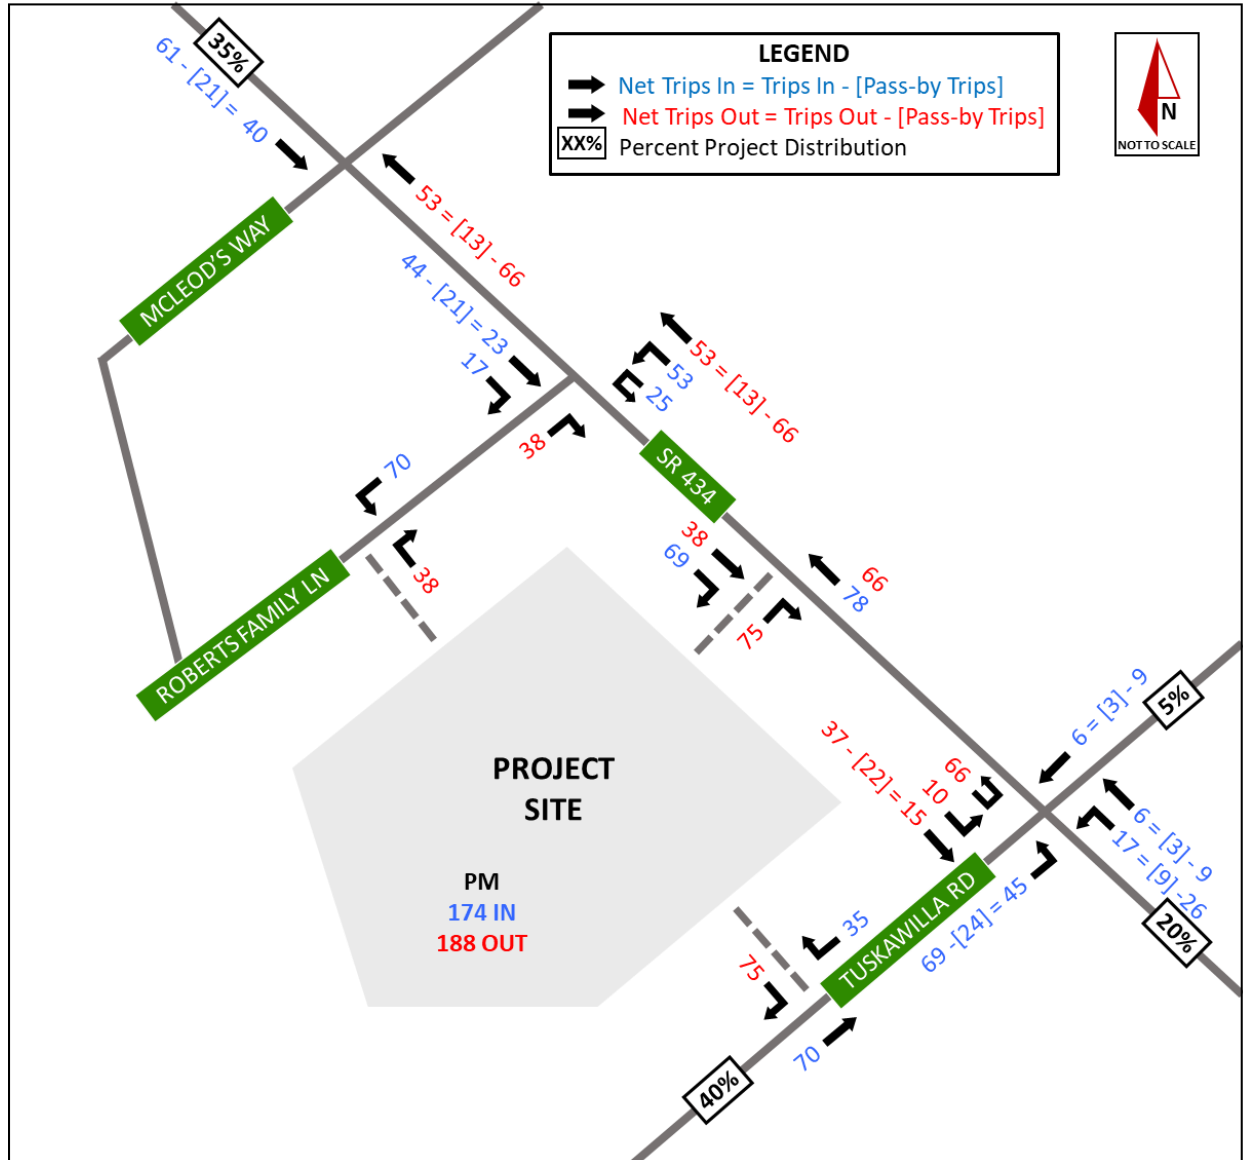 35%
61 - [21] = 40
LEGEND
Net Trips In = Trips In - [Pass-by Trips]
Net Trips Out = Trips Out - [Pass-by Trips]
XX%
Percent Project Distribution
N
NOT TO SCALE
MCLEOD'S WAY
53 = [13] - 66
44 - [21] = 23
17
53 = [13] - 66
53
25
38
SR 434
70
38
ROBERTS FAMILY LN
38
69
75
66
78
PROJECT
SITE
PM
174 IN
188 OUT
5%
6 = [3] - 9
37 - [22] = 15
66
10
6 = [3] - 9
17 = [9] -26
20%
TUSKAWILLA RD
69 -[24] = 45
35
75
70
40%